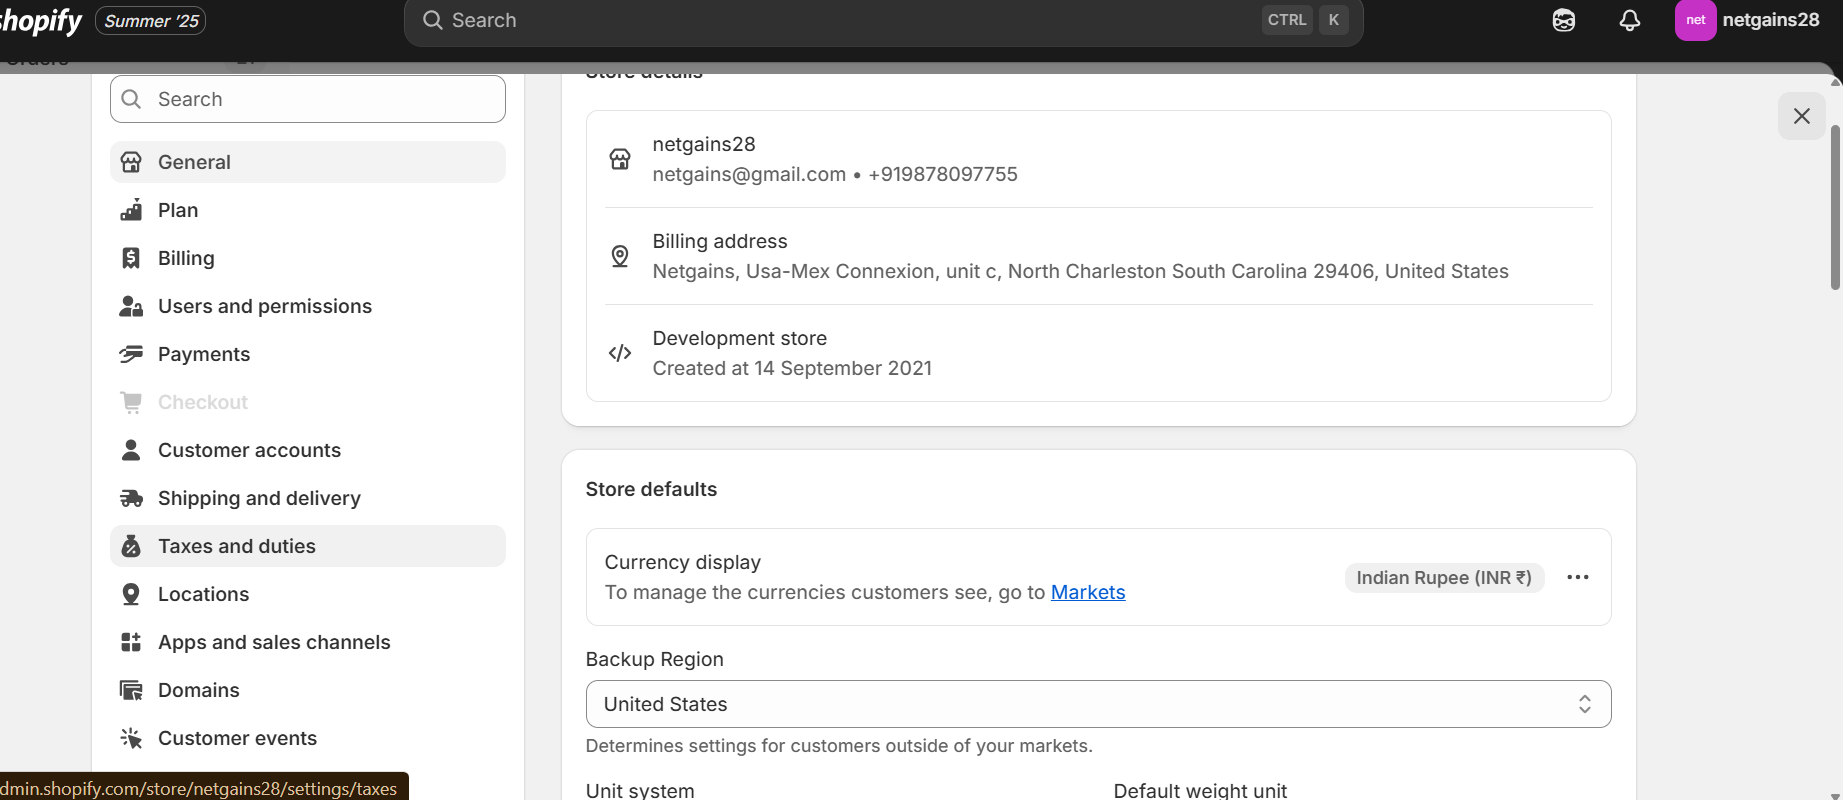 shopify
Summer '25
Search
CTRL K
net
netgains28
Orders
Search
General
Plan
Billing
Users and permissions
Payments
Checkout
Customer accounts
Shipping and delivery
Taxes and duties
Locations
Apps and sales channels
Domains
Customer events
dmin.shopify.com/store/netgains28/settings/taxes
Store details
netgains28
netgains@gmail.com • +919878097755
Billing address
Netgains, Usa-Mex Connexion, unit c, North Charleston South Carolina 29406, United States
Development store
Created at 14 September 2021
Store defaults
Currency display
To manage the currencies customers see, go to Markets
Indian Rupee (INR ₹)
Backup Region
United States
Determines settings for customers outside of your markets.
Unit system
Default weight unit